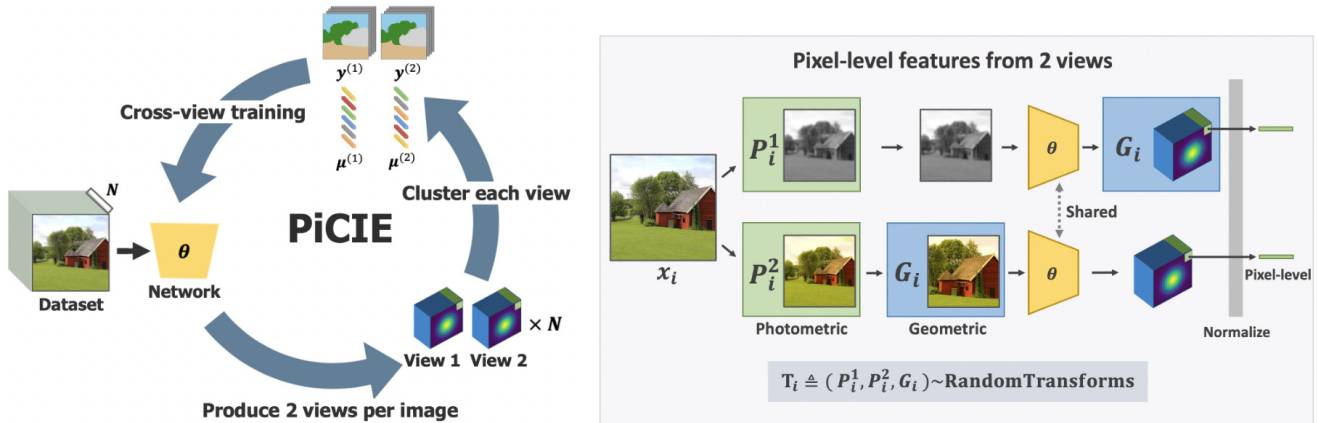 y(1) y(2)
Cross-view training
μ(1) μ(2)
N
Cluster each view
PiCIE
θ
Dataset
Network
× N
View 1 View 2
Produce 2 views per image
Pixel-level features from 2 views
P_i^1
θ
G_i
Shared
x_i
P_i^2
G_i
θ
Pixel-level
Photometric
Geometric
Normalize
T_i ≜ ( P_i^1, P_i^2, G_i )~RandomTransforms